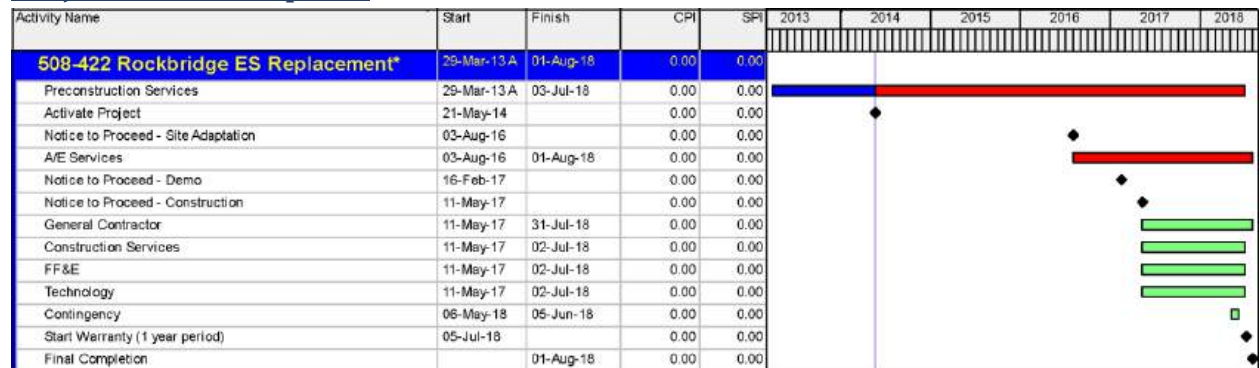 Activity Name Start Finish CPI SPI 2013 2014 2015 2016 2017 2018
508-422 Rockbridge ES Replacement* 29-Mar-13 A 01-Aug-18 0.00 0.00
Preconstruction Services 29-Mar-13 A 03-Jul-18 0.00 0.00
Activate Project 21-May-14 0.00 0.00
Notice to Proceed - Site Adaptation 03-Aug-16 0.00 0.00
A/E Services 03-Aug-16 01-Aug-18 0.00 0.00
Notice to Proceed - Demo 16-Feb-17 0.00 0.00
Notice to Proceed - Construction 11-May-17 0.00 0.00
General Contractor 11-May-17 31-Jul-18 0.00 0.00
Construction Services 11-May-17 02-Jul-18 0.00 0.00
FF&E 11-May-17 02-Jul-18 0.00 0.00
Technology 11-May-17 02-Jul-18 0.00 0.00
Contingency 06-May-18 05-Jun-18 0.00 0.00
Start Warranty (1 year period) 05-Jul-18 0.00 0.00
Final Completion 01-Aug-18 0.00 0.00